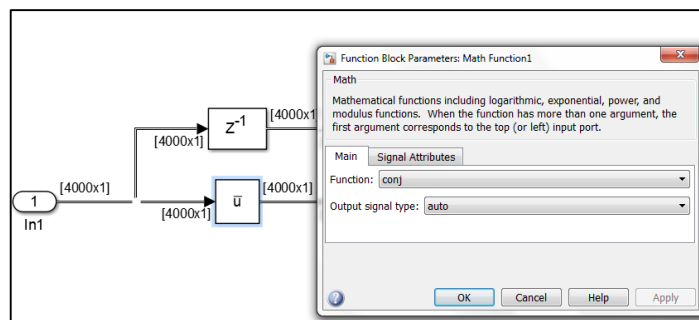 Function Block Parameters: Math Function1
Math
Mathematical functions including logarithmic, exponential, power, and
modulus functions. When the function has more than one argument, the
first argument corresponds to the top (or left) input port.
Main
Signal Attributes
Function: conj
Output signal type: auto
OK
Cancel
Help
Apply
[4000x1]
z-1
[4000x1]
[4000x1]
[4000x1]
1
[4000x1]
ū
[4000x1]
In1